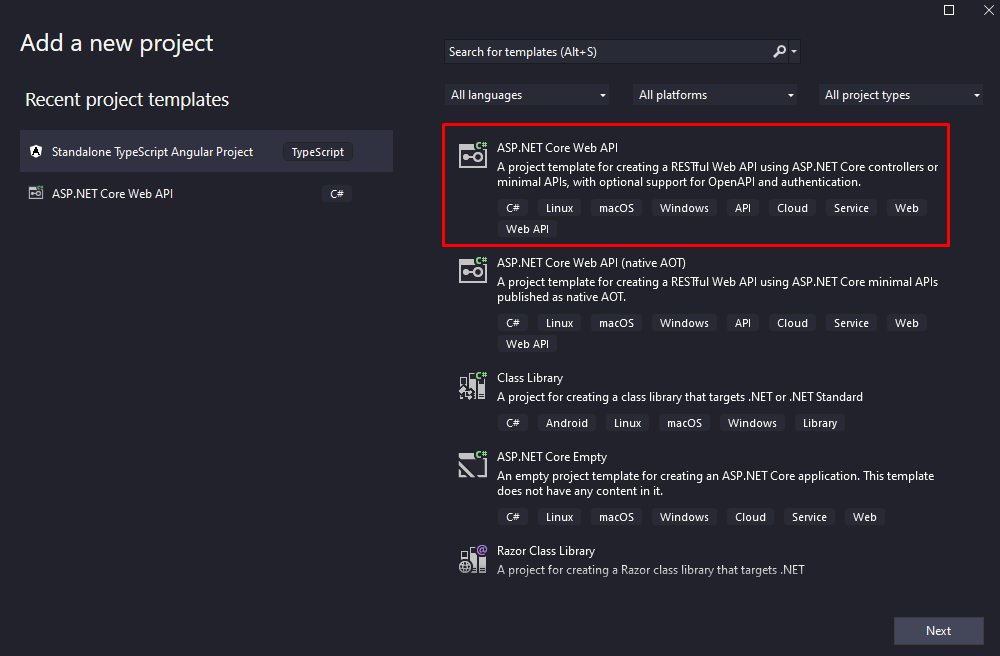 Add a new project
Search for templates (Alt+S)
Recent project templates
All languages
All platforms
All project types
Standalone TypeScript Angular Project
TypeScript
ASP.NET Core Web API
C#
C#
ASP.NET Core Web API
A project template for creating a RESTful Web API using ASP.NET Core controllers or
minimal APIs, with optional support for OpenAPI and authentication.
C# Linux macOS Windows API Cloud Service Web
Web API
C#
ASP.NET Core Web API (native AOT)
A project template for creating a RESTful Web API using ASP.NET Core minimal APIs
published as native AOT.
C# Linux macOS Windows API Cloud Service Web
Web API
C#
Class Library
A project for creating a class library that targets .NET or .NET Standard
C# Android Linux macOS Windows Library
C#
ASP.NET Core Empty
An empty project template for creating an ASP.NET Core application. This template
does not have any content in it.
C# Linux macOS Windows Cloud Service Web
@
Razor Class Library
A project for creating a Razor class library that targets .NET
Next